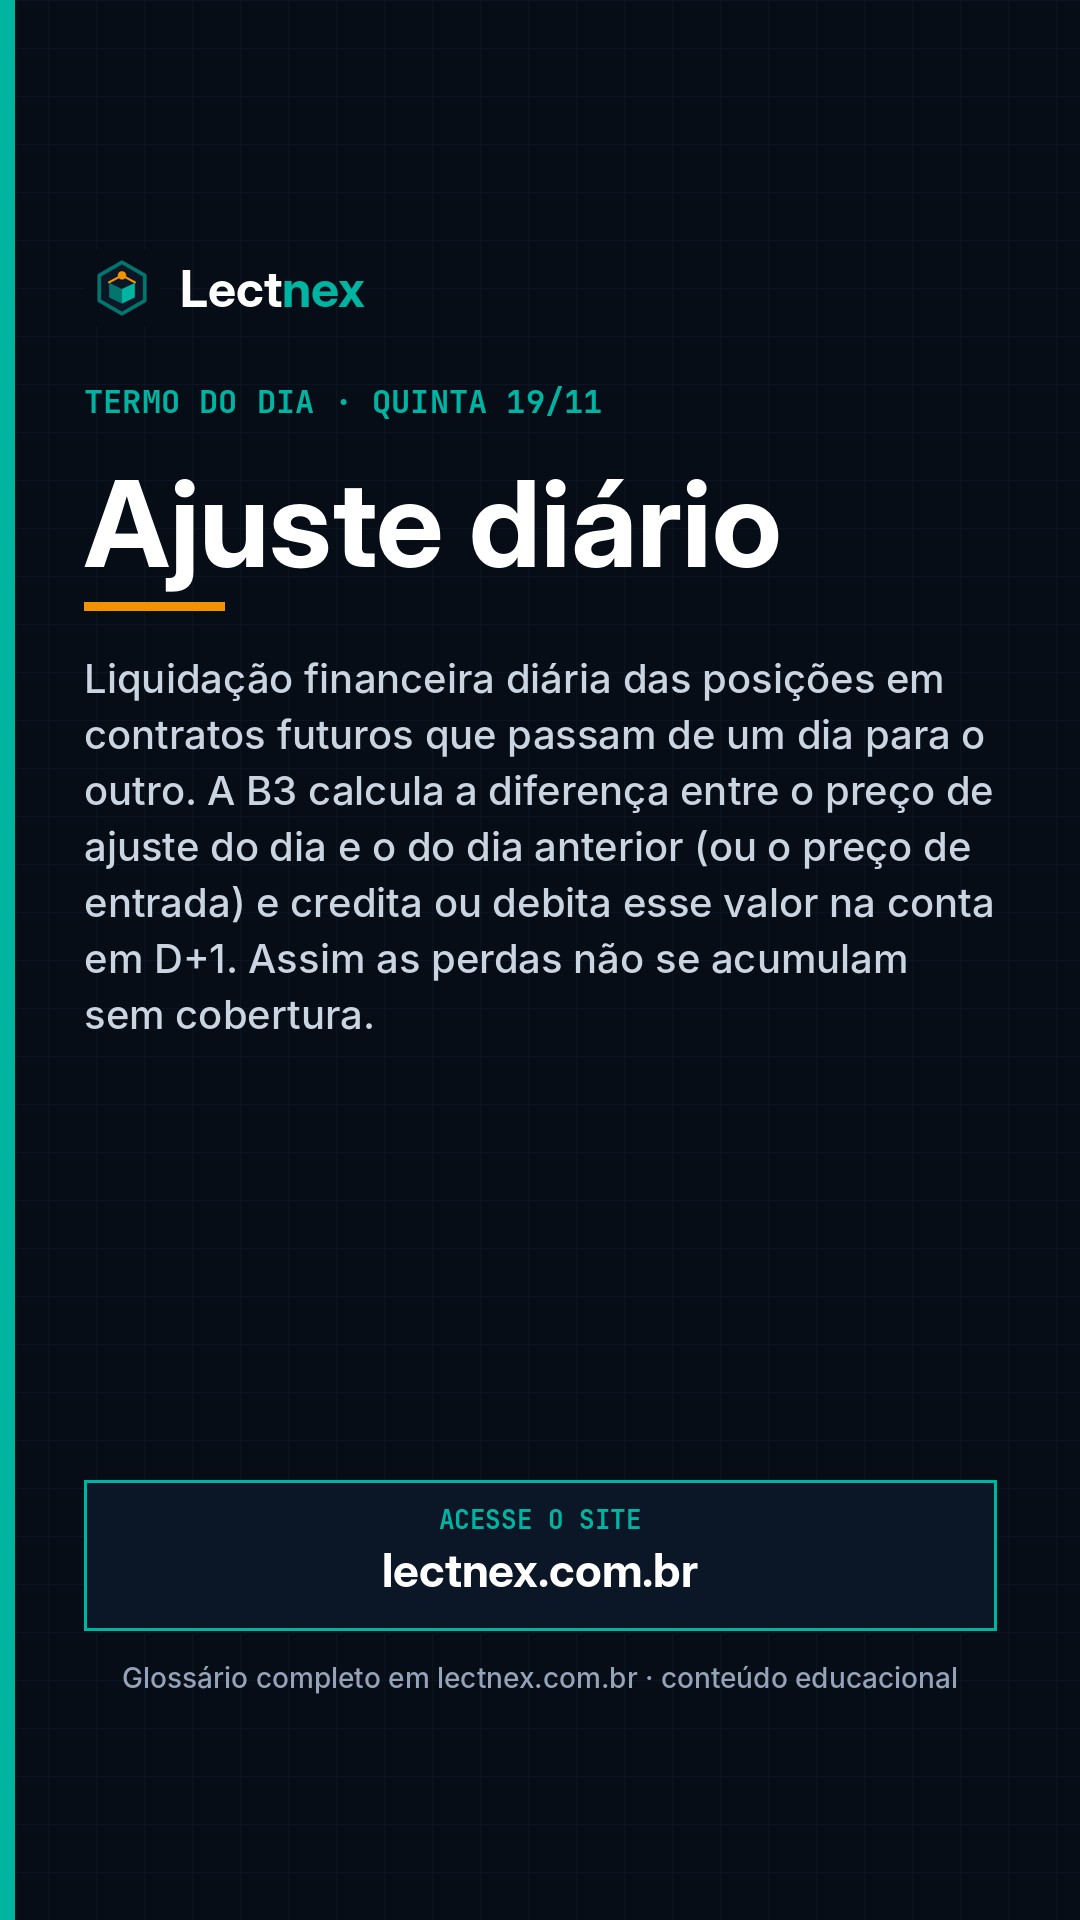 Lectnex
TERMO DO DIA · QUINTA 19/11
Ajuste diário
Liquidação financeira diária das posições em
contratos futuros que passam de um dia para o
outro. A B3 calcula a diferença entre o preço de
ajuste do dia e o do dia anterior (ou o preço de
entrada) e credita ou debita esse valor na conta
em D+1. Assim as perdas não se acumulam
sem cobertura.
ACESSE O SITE
lectnex.com.br
Glossário completo em lectnex.com.br · conteúdo educacional